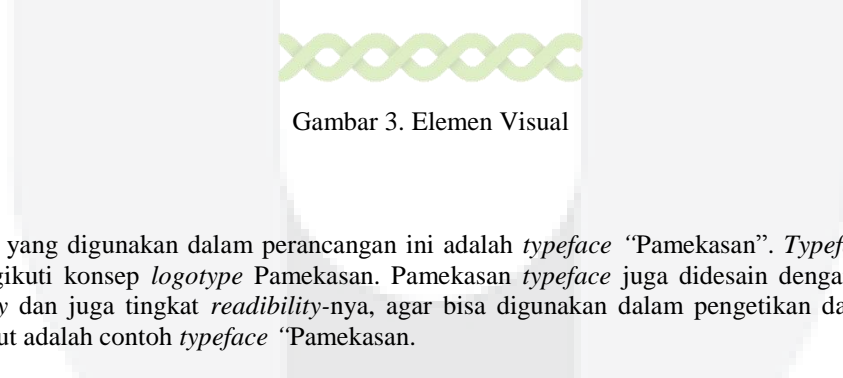 Gambar 3. Elemen Visual
yang digunakan dalam perancangan ini adalah typeface “Pamekasan”. Typef
gikuti konsep logotype Pamekasan. Pamekasan typeface juga didesain denga
y dan juga tingkat readibility-nya, agar bisa digunakan dalam pengetikan da
ut adalah contoh typeface “Pamekasan.